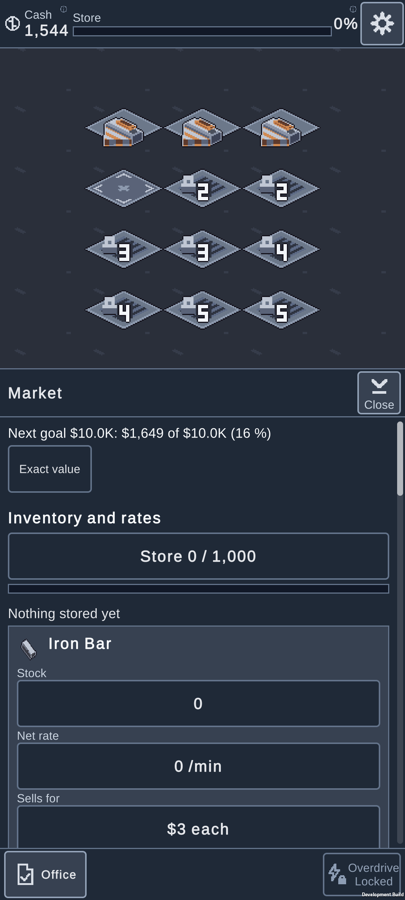 Cash
1,544
Store
0%
2
2
3
3
4
4
5
5
Market
Close
Next goal $10.0K: $1,649 of $10.0K (16 %)
Exact value
Inventory and rates
Store 0 / 1,000
Nothing stored yet
Iron Bar
Stock
0
Net rate
0 /min
Sells for
$3 each
Office
Overdrive
Locked
Development Build